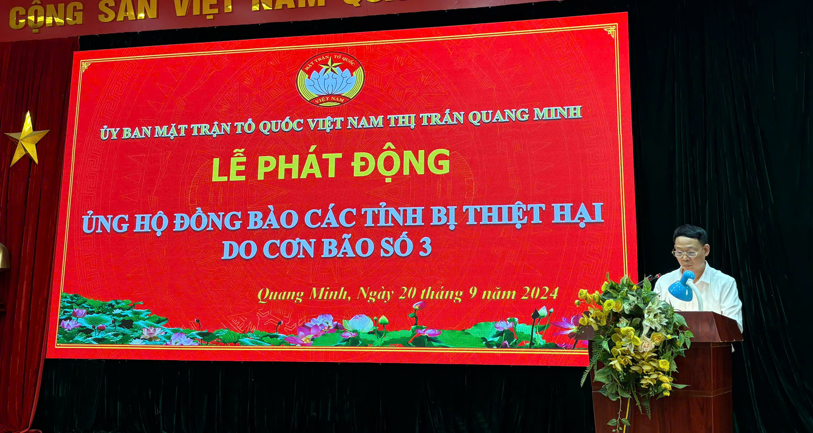 CỘNG SẢN VIỆT NAM QUA
MẶT TRẬN TỔ QUỐC
VIỆT NAM
ỦY BAN MẶT TRẬN TỔ QUỐC VIỆT NAM THỊ TRẤN QUANG MINH
LỄ PHÁT ĐỘNG
ỦNG HỘ ĐỒNG BÀO CÁC TỈNH BỊ THIỆT HẠI
DO CƠN BÃO SỐ 3
Quang Minh, Ngày 20 tháng 9 năm 2024